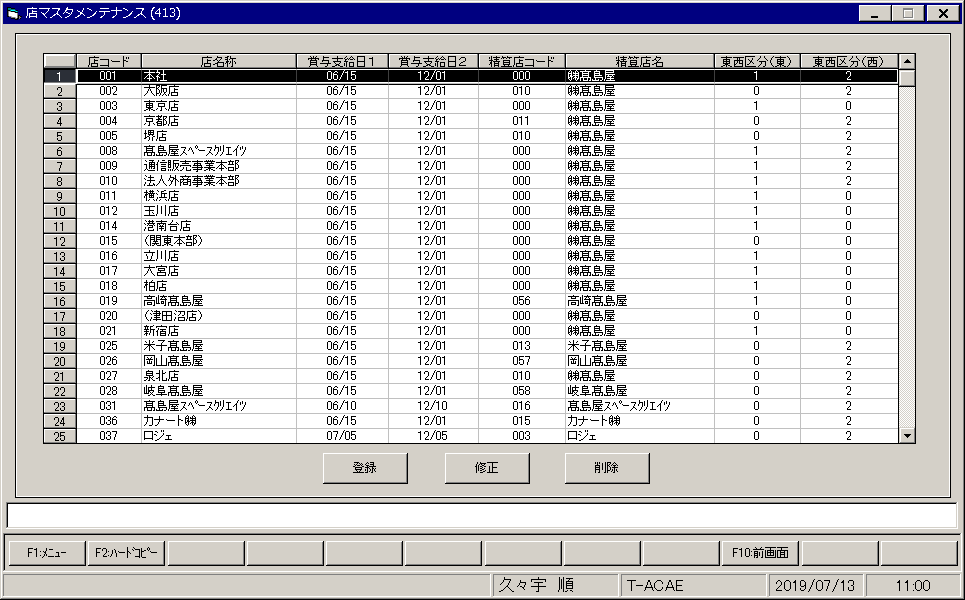 店マスタメンテナンス (413)
店コード 店名称 賞与支給日1 賞与支給日2 精算店コード 精算店名 東西区分(東) 東西区分(西)
1 001 本社 06/15 12/01 000 ㈱髙島屋 1 2
2 002 大阪店 06/15 12/01 010 ㈱髙島屋 0 2
3 003 東京店 06/15 12/01 000 ㈱髙島屋 1 0
4 004 京都店 06/15 12/01 011 ㈱髙島屋 0 2
5 005 堺店 06/15 12/01 010 ㈱髙島屋 0 2
6 008 髙島屋スペースクリエイツ 06/15 12/01 000 ㈱髙島屋 1 2
7 009 通信販売事業本部 06/15 12/01 000 ㈱髙島屋 1 2
8 010 法人外商事業本部 06/15 12/01 000 ㈱髙島屋 1 2
9 011 横浜店 06/15 12/01 000 ㈱髙島屋 1 0
10 012 玉川店 06/15 12/01 000 ㈱髙島屋 1 0
11 014 港南台店 06/15 12/01 000 ㈱髙島屋 1 0
12 015 (関東本部) 06/15 12/01 000 ㈱髙島屋 0 0
13 016 立川店 06/15 12/01 000 ㈱髙島屋 1 0
14 017 大宮店 06/15 12/01 000 ㈱髙島屋 1 0
15 018 柏店 06/15 12/01 000 ㈱髙島屋 1 0
16 019 高崎髙島屋 06/15 12/01 056 高崎髙島屋 1 0
17 020 (津田沼店) 06/15 12/01 000 ㈱髙島屋 0 0
18 021 新宿店 06/15 12/01 000 ㈱髙島屋 1 0
19 025 米子髙島屋 06/15 12/01 013 米子髙島屋 0 2
20 026 岡山髙島屋 06/15 12/01 057 岡山髙島屋 0 2
21 027 泉北店 06/15 12/01 010 ㈱髙島屋 0 2
22 028 岐阜髙島屋 06/15 12/01 058 岐阜髙島屋 0 2
23 031 髙島屋スペースクリエイツ 06/10 12/10 016 髙島屋スペースクリエイツ 0 2
24 036 カナート㈱ 06/15 12/01 015 カナート㈱ 0 2
25 037 ロジェ 07/05 12/05 003 ロジェ 0 2
登録 修正 削除
F1:メニュー F2:ハードコピー F10:前画面
久々宇 順 T-ACAE 2019/07/13 11:00